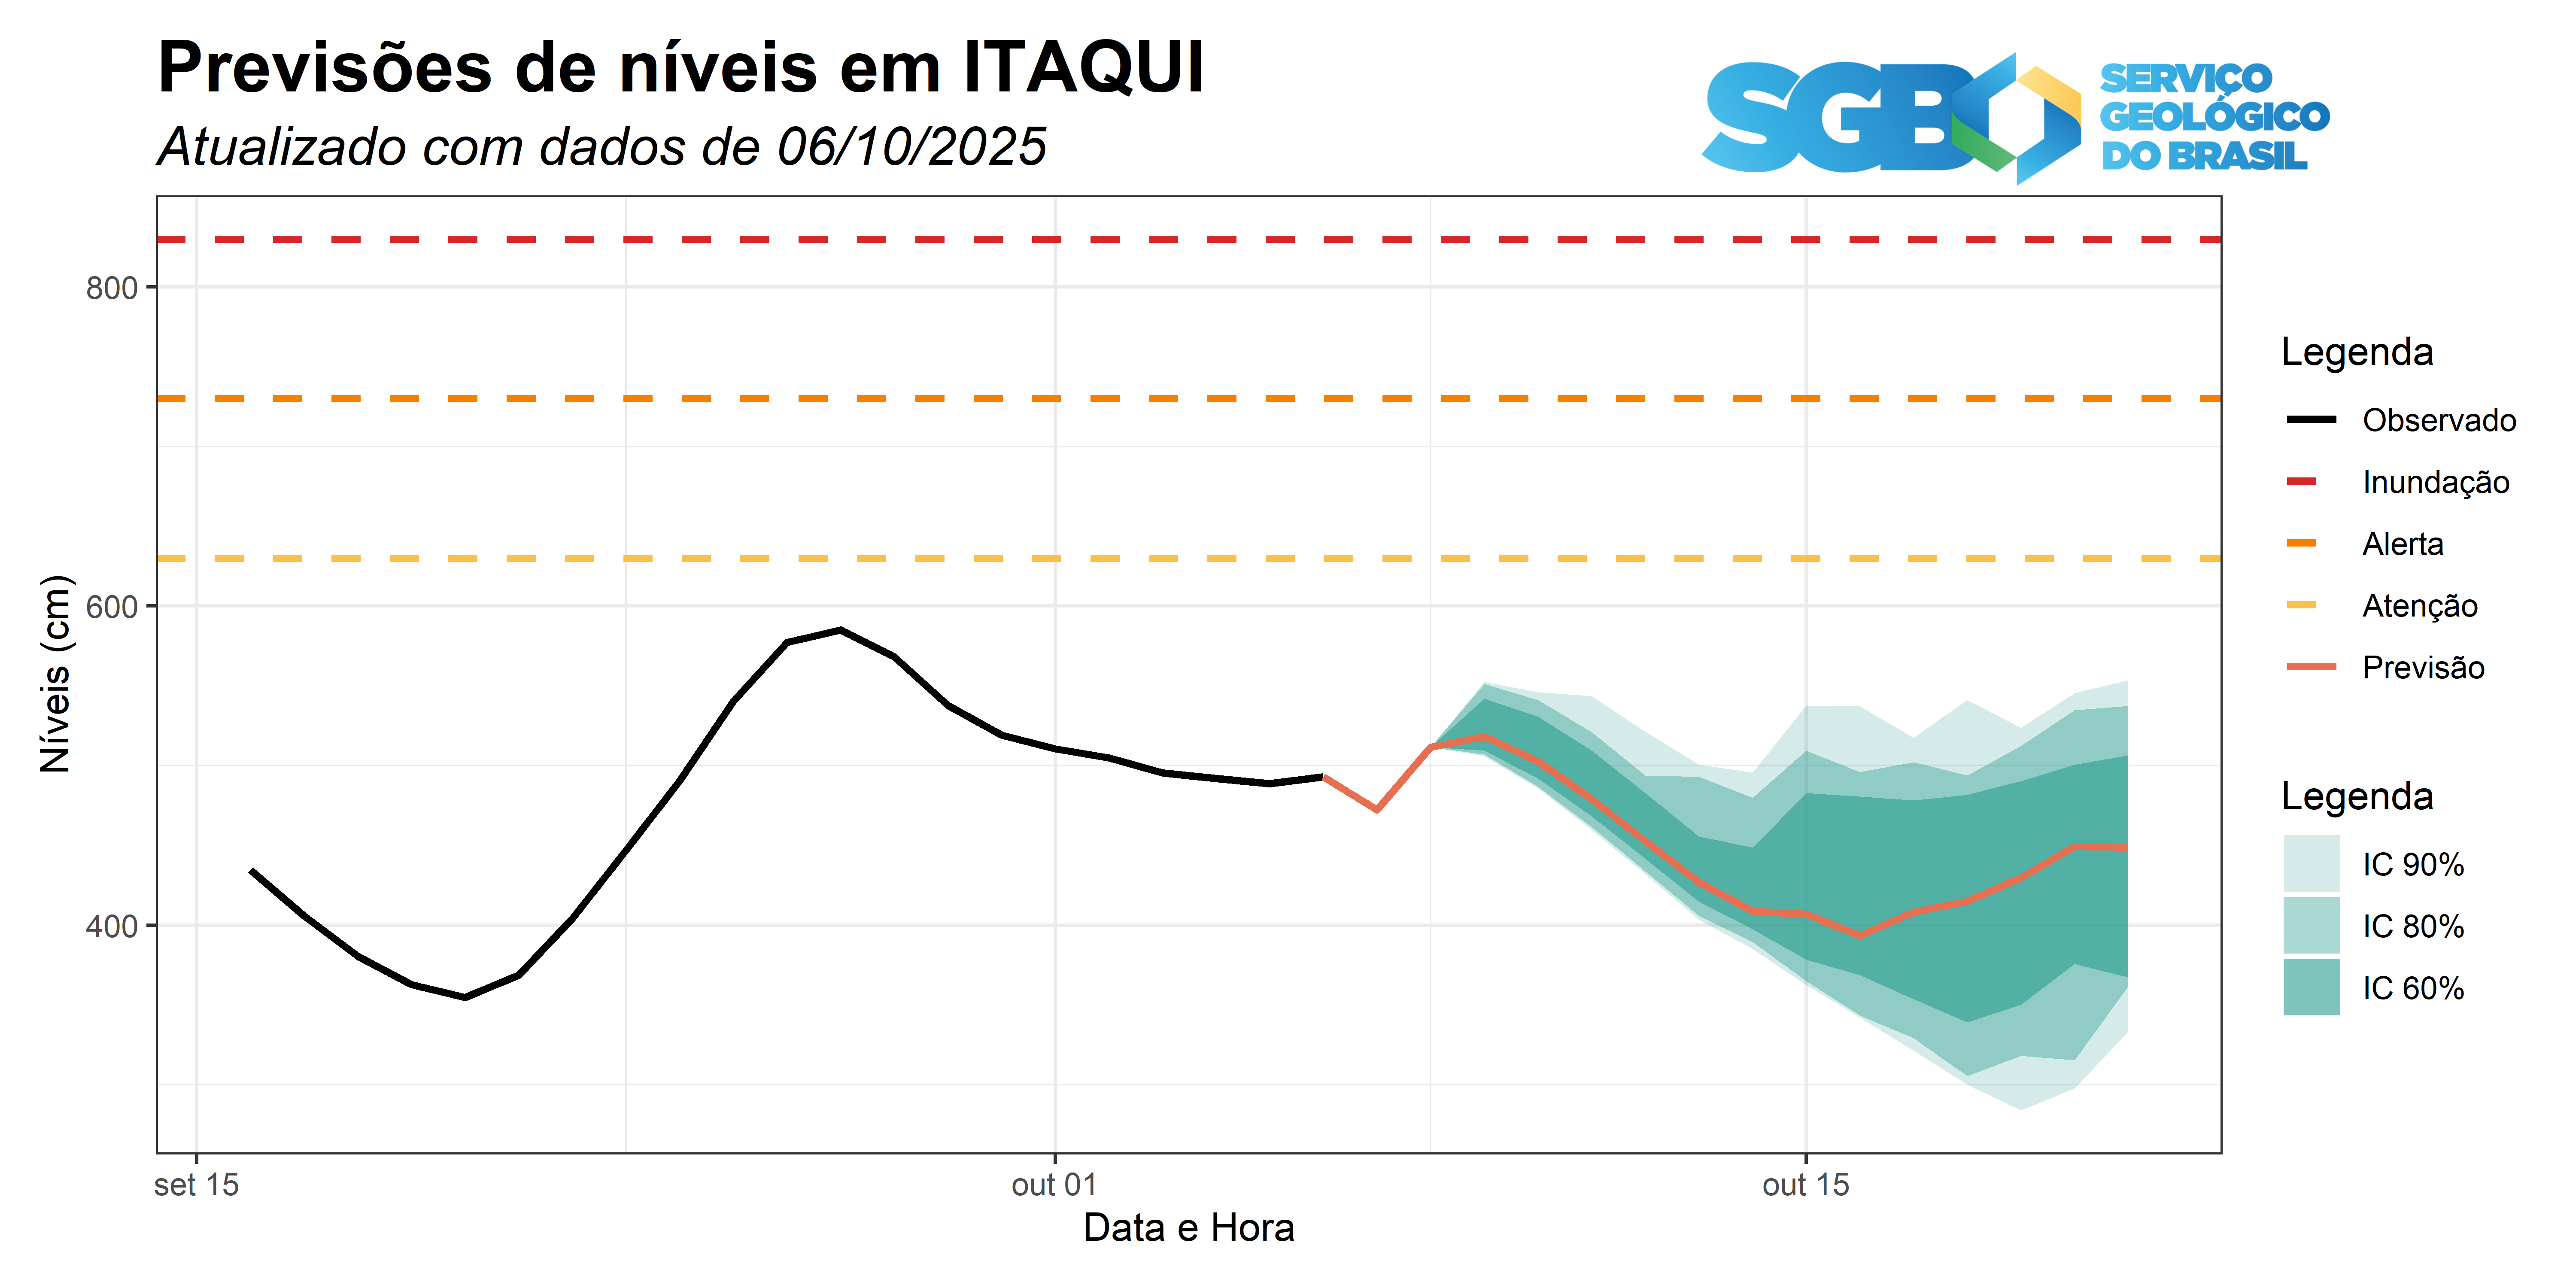 Previsões de níveis em ITAQUI
Atualizado com dados de 06/10/2025
SGB
SERVIÇO
GEOLÓGICO
DO BRASIL
Níveis (cm)
800
600
400
set 15
out 01
out 15
Data e Hora
Legenda
Observado
Inundação
Alerta
Atenção
Previsão
Legenda
IC 90%
IC 80%
IC 60%